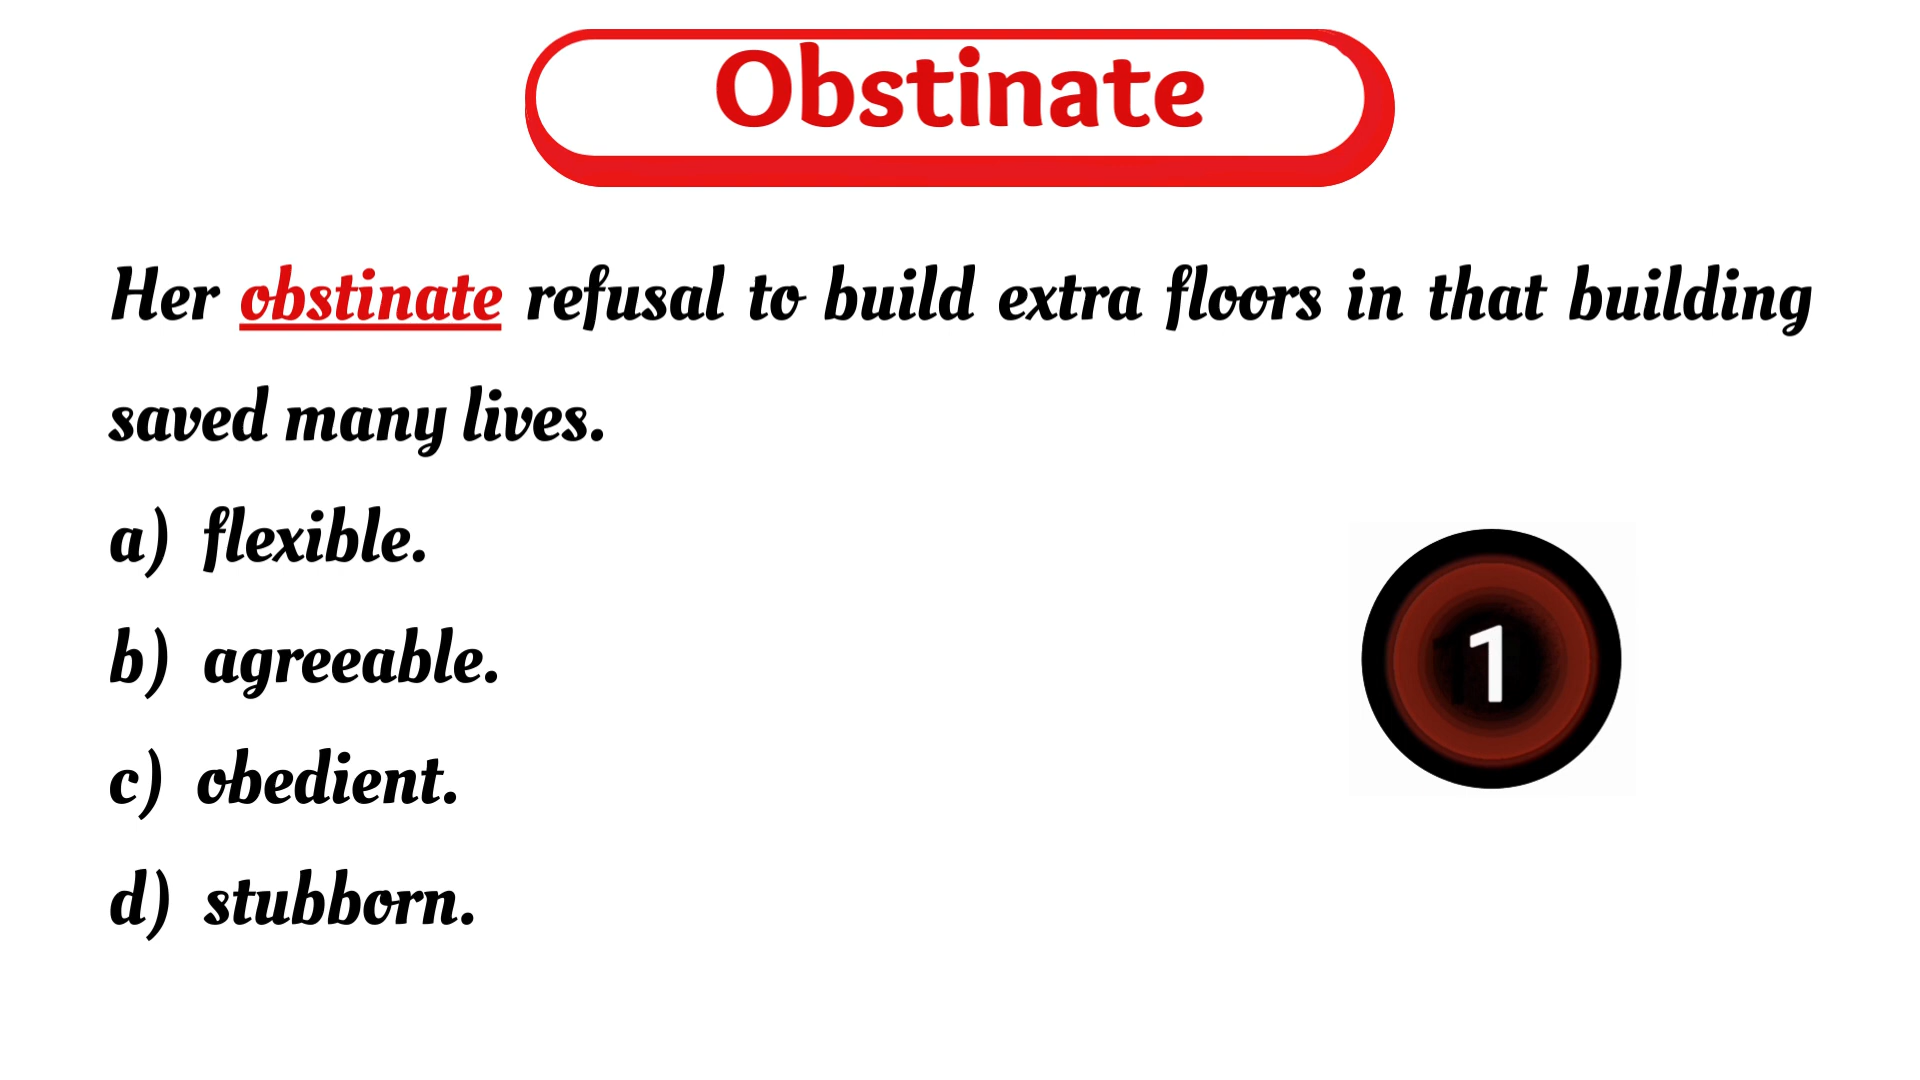 Obstinate
Her obstinate refusal to build extra floors in that building
saved many lives.
a) flexible.
b) agreeable.
c) obedient.
d) stubborn.
1